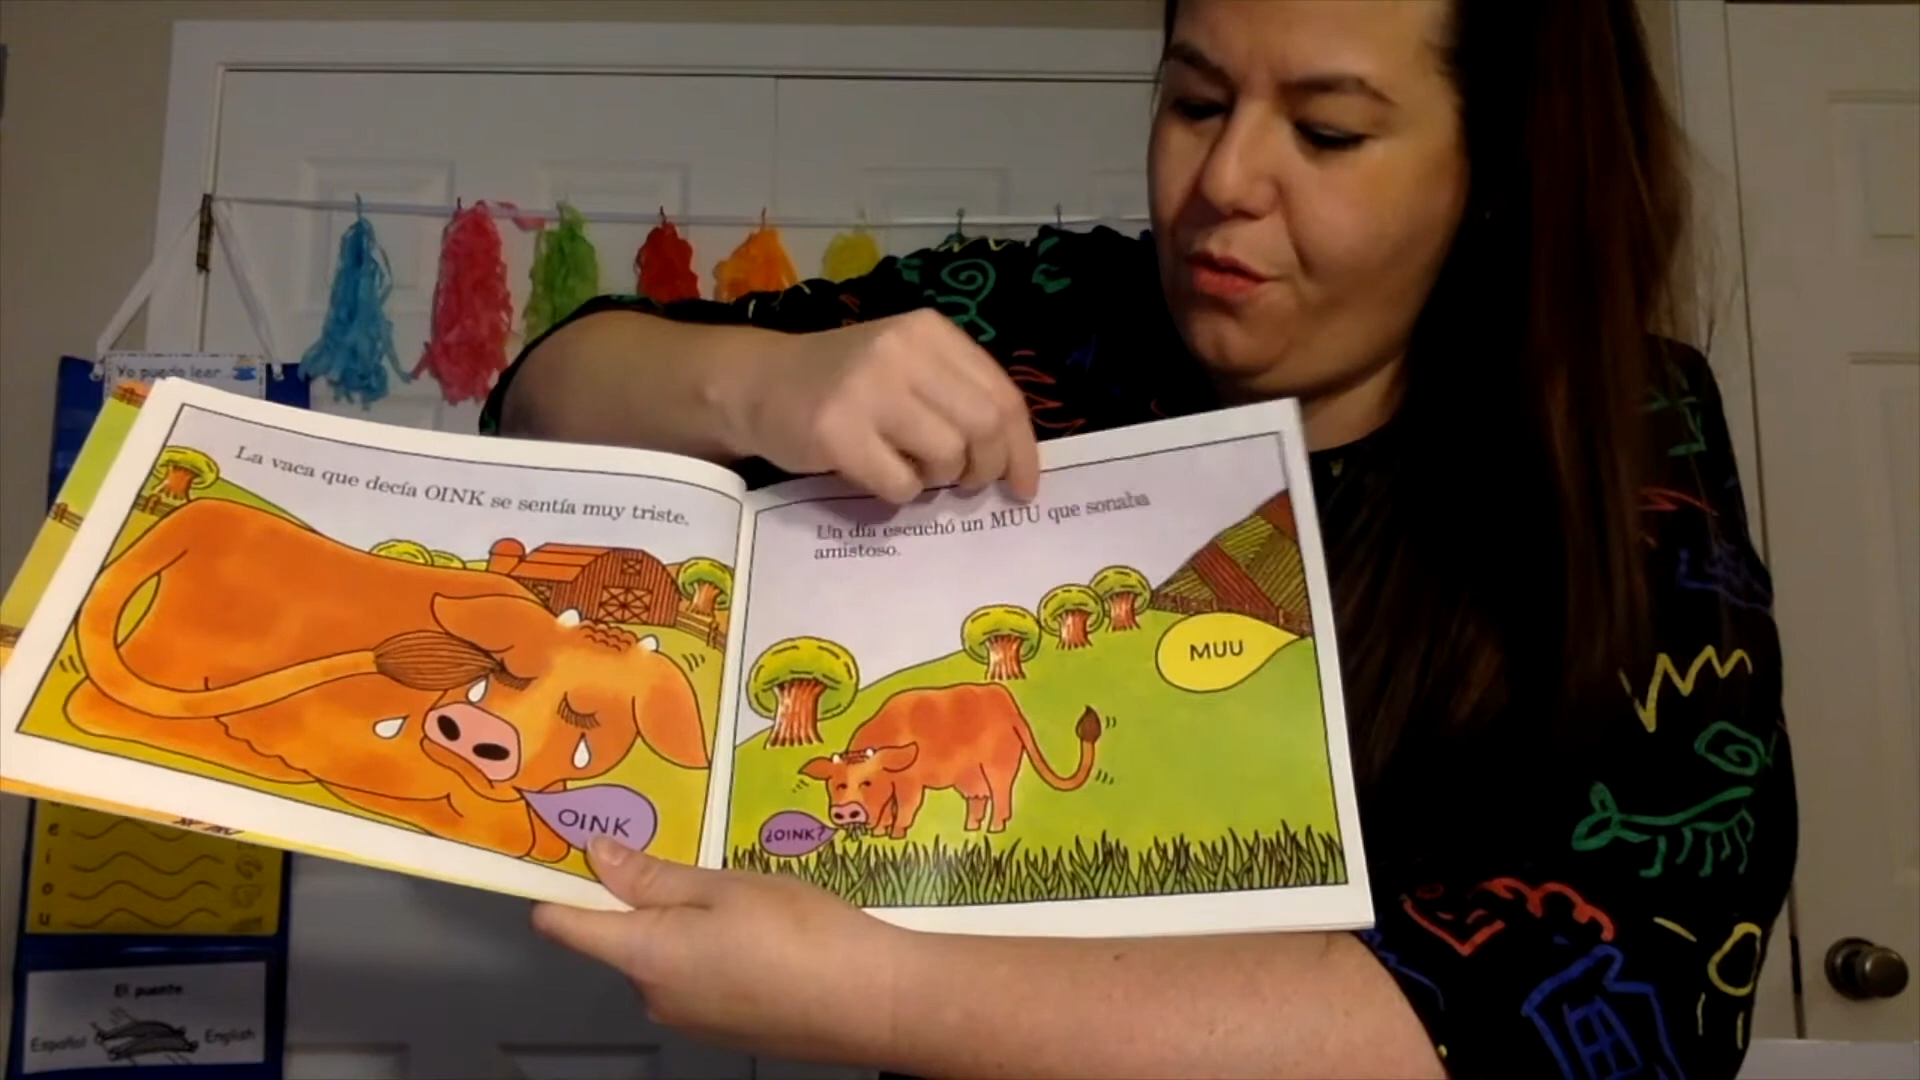 Yo puedo leer
La vaca que decía OINK se sentía muy triste.
OINK
Un día escuchó un MUU que sonaba
amistoso.
MUU
¿OINK?
e
i
o
u
El puente
Español
English